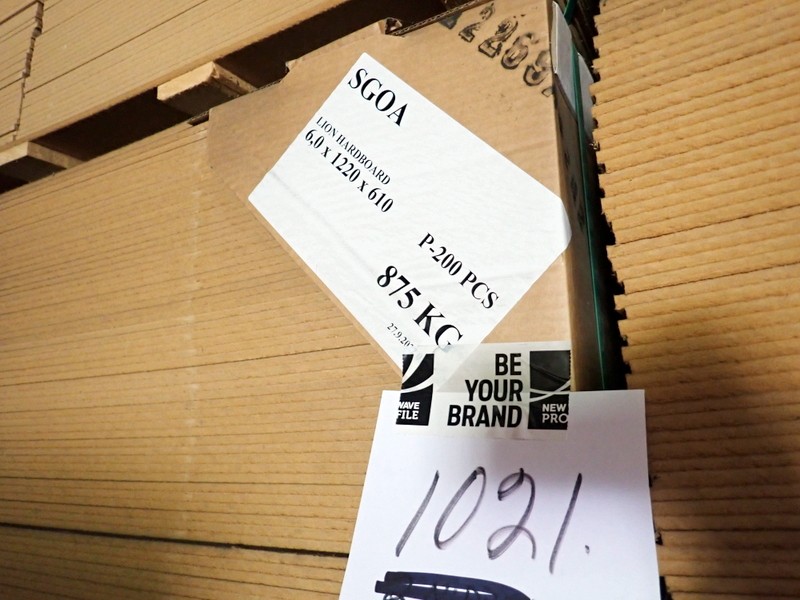 SGOA
LION HARDBOARD
6,0 x 1220 x 610
P-200 PCS
875 KG
BE
YOUR
BRAND
WAVE
FILE
NEW
PRO
1021.